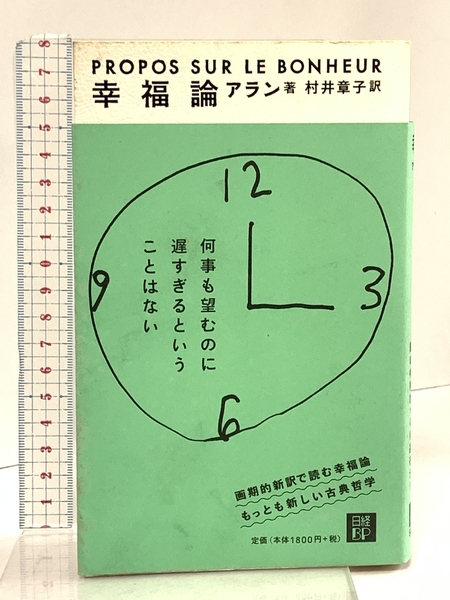 PROPOS SUR LE BONHEUR
幸福論 アラン著 村井章子訳
12
3
6
9
何事も望むのに
遅すぎるという
ことはない
画期的新訳で読む幸福論
もっとも新しい古典哲学
定価（本体1800円+税）
日経
BP